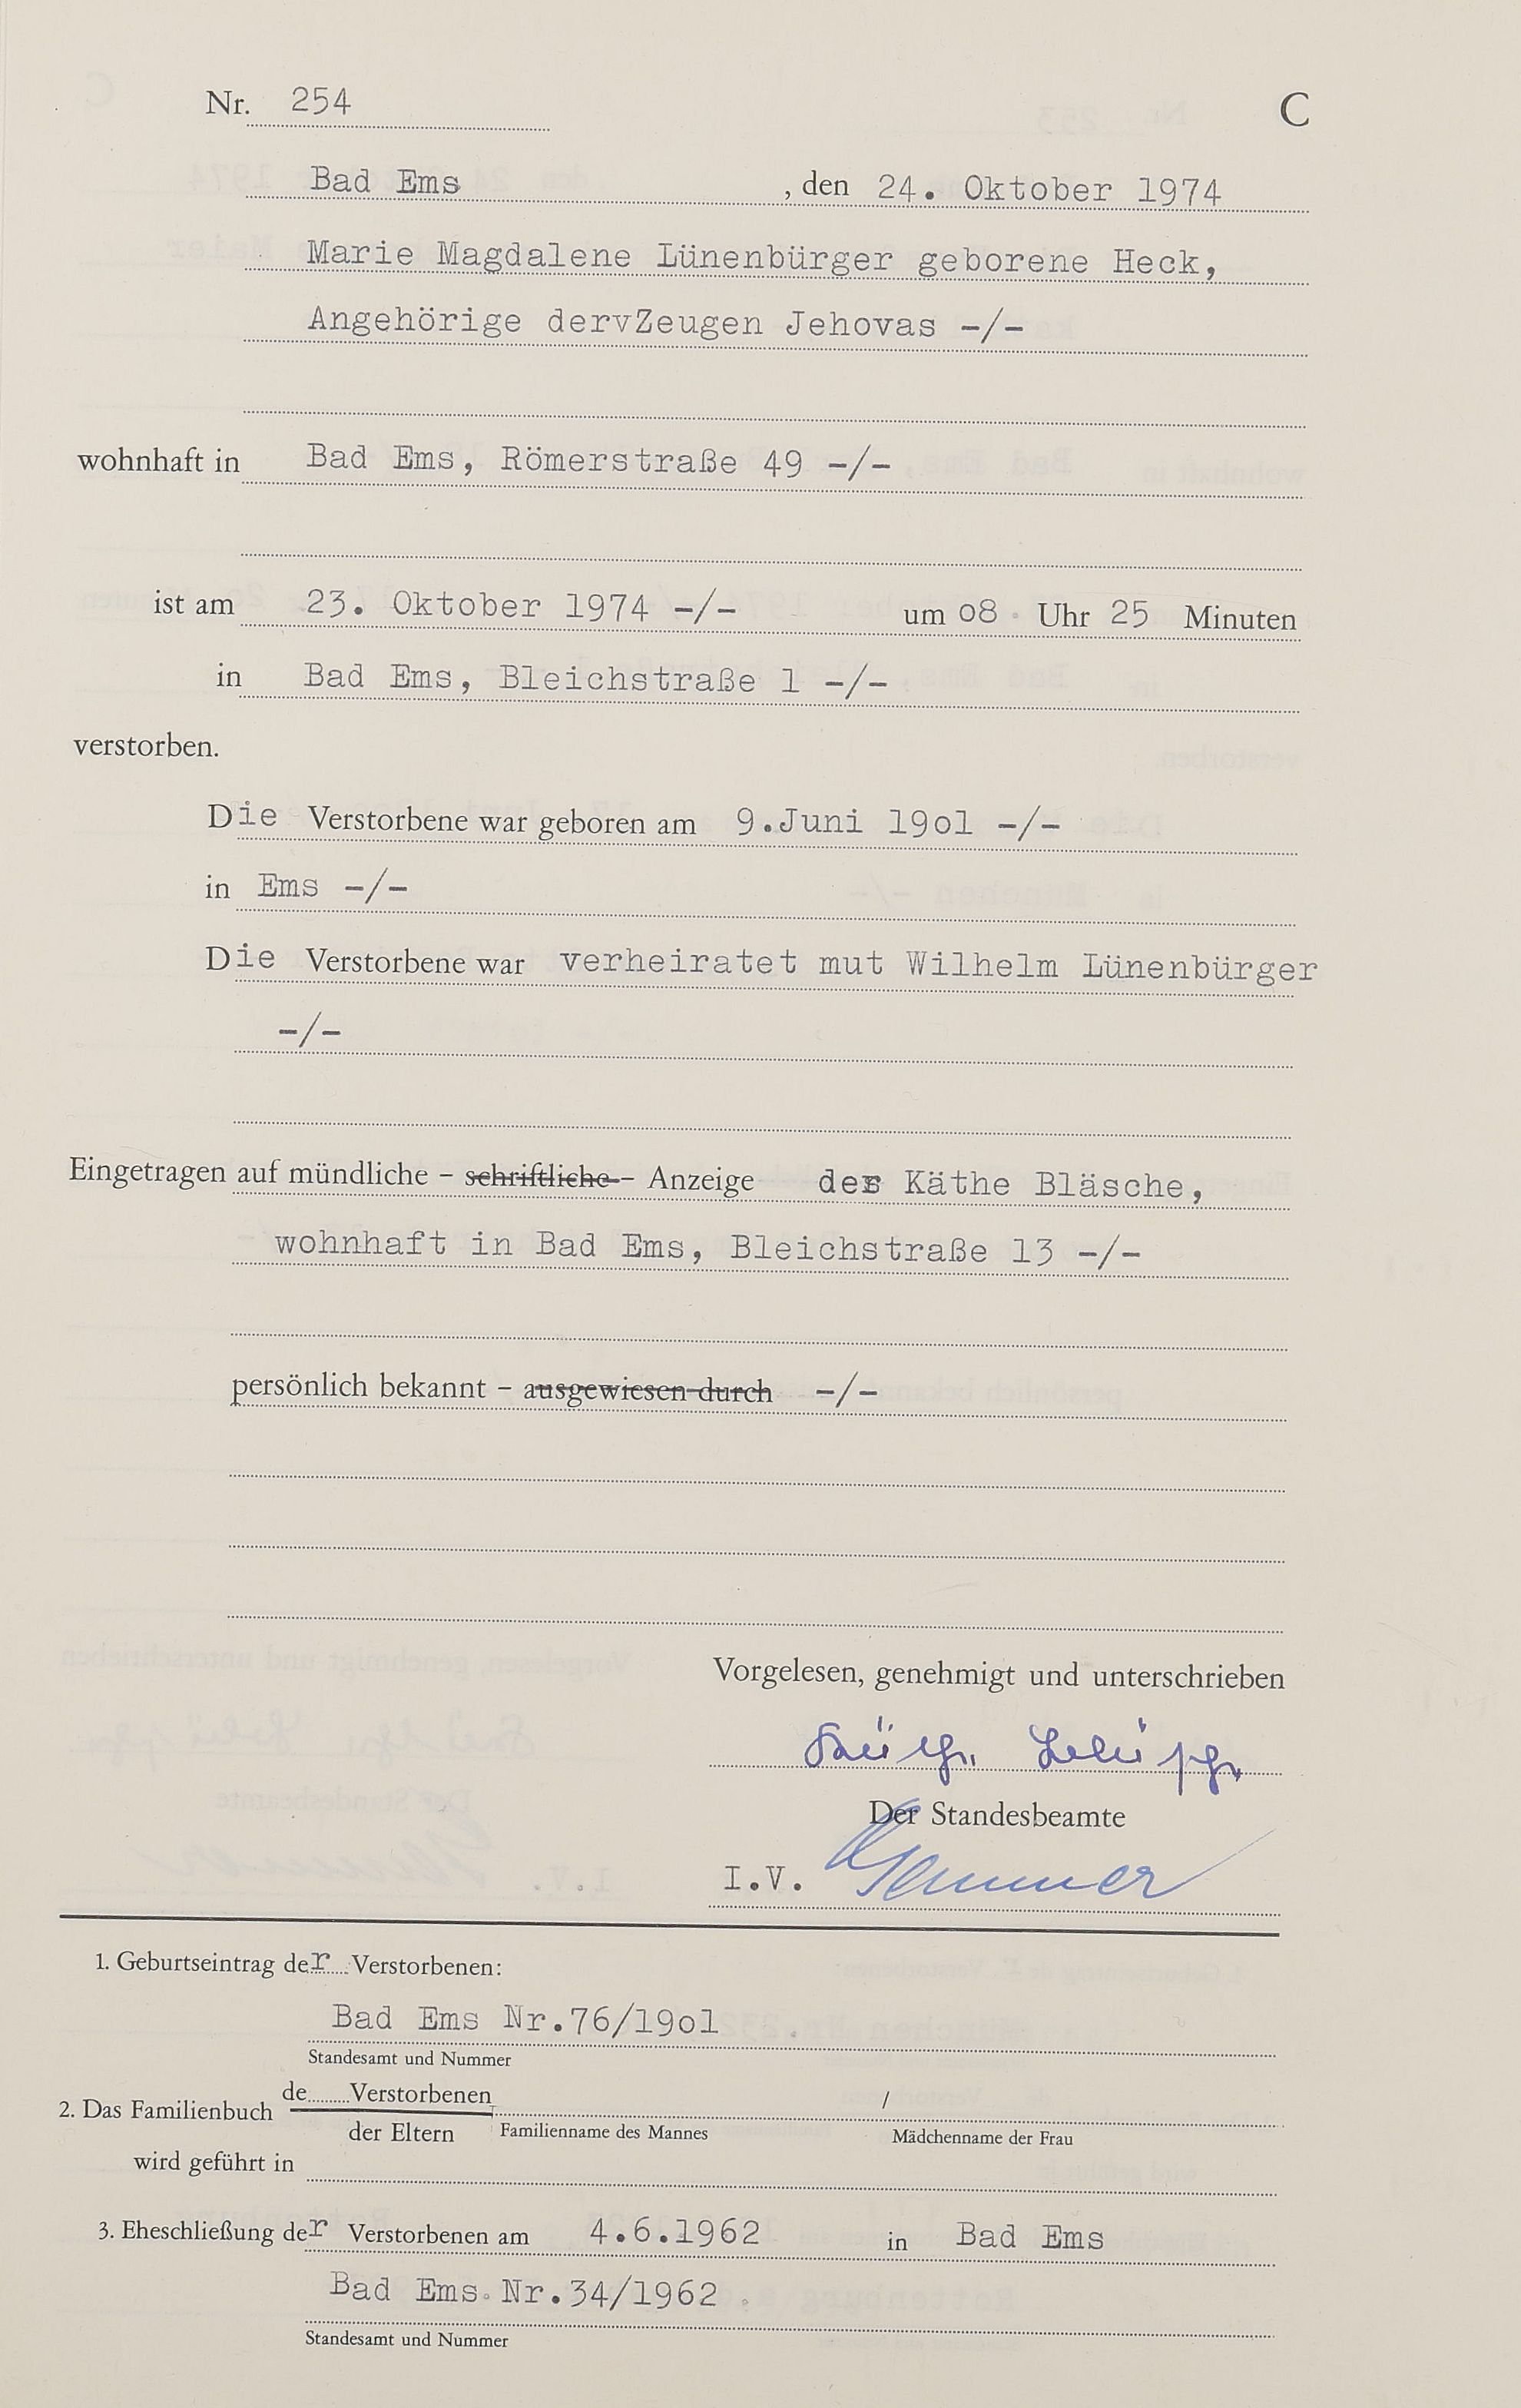 Nr. 254 C
Bad Ems , den 24. Oktober 1974
Marie Magdalene Lünenbürger geborene Heck,
Angehörige dervZeugen Jehovas -/-
wohnhaft in Bad Ems, Römerstraße 49 -/-
ist am 23. Oktober 1974 -/- um o8 Uhr 25 Minuten
in Bad Ems, Bleichstraße 1 -/-
verstorben.
Die Verstorbene war geboren am 9.Juni 19o1 -/-
in Ems -/-
Die Verstorbene war verheiratet mut Wilhelm Lünenbürger
-/-
Eingetragen auf mündliche - schriftliche - Anzeige der Käthe Bläsche,
wohnhaft in Bad Ems, Bleichstraße 13 -/-
persönlich bekannt - ausgewiesen durch -/-
Vorgelesen, genehmigt und unterschrieben
Käthe Bläsche
Der Standesbeamte
I.V.
1. Geburtseintrag der Verstorbenen:
Bad Ems Nr.76/19o1
Standesamt und Nummer
2. Das Familienbuch de Verstorbenen /
der Eltern Familienname des Mannes Mädchenname der Frau
wird geführt in
3. Eheschließung der Verstorbenen am 4.6.1962 in Bad Ems
Bad Ems Nr.34/1962
Standesamt und Nummer